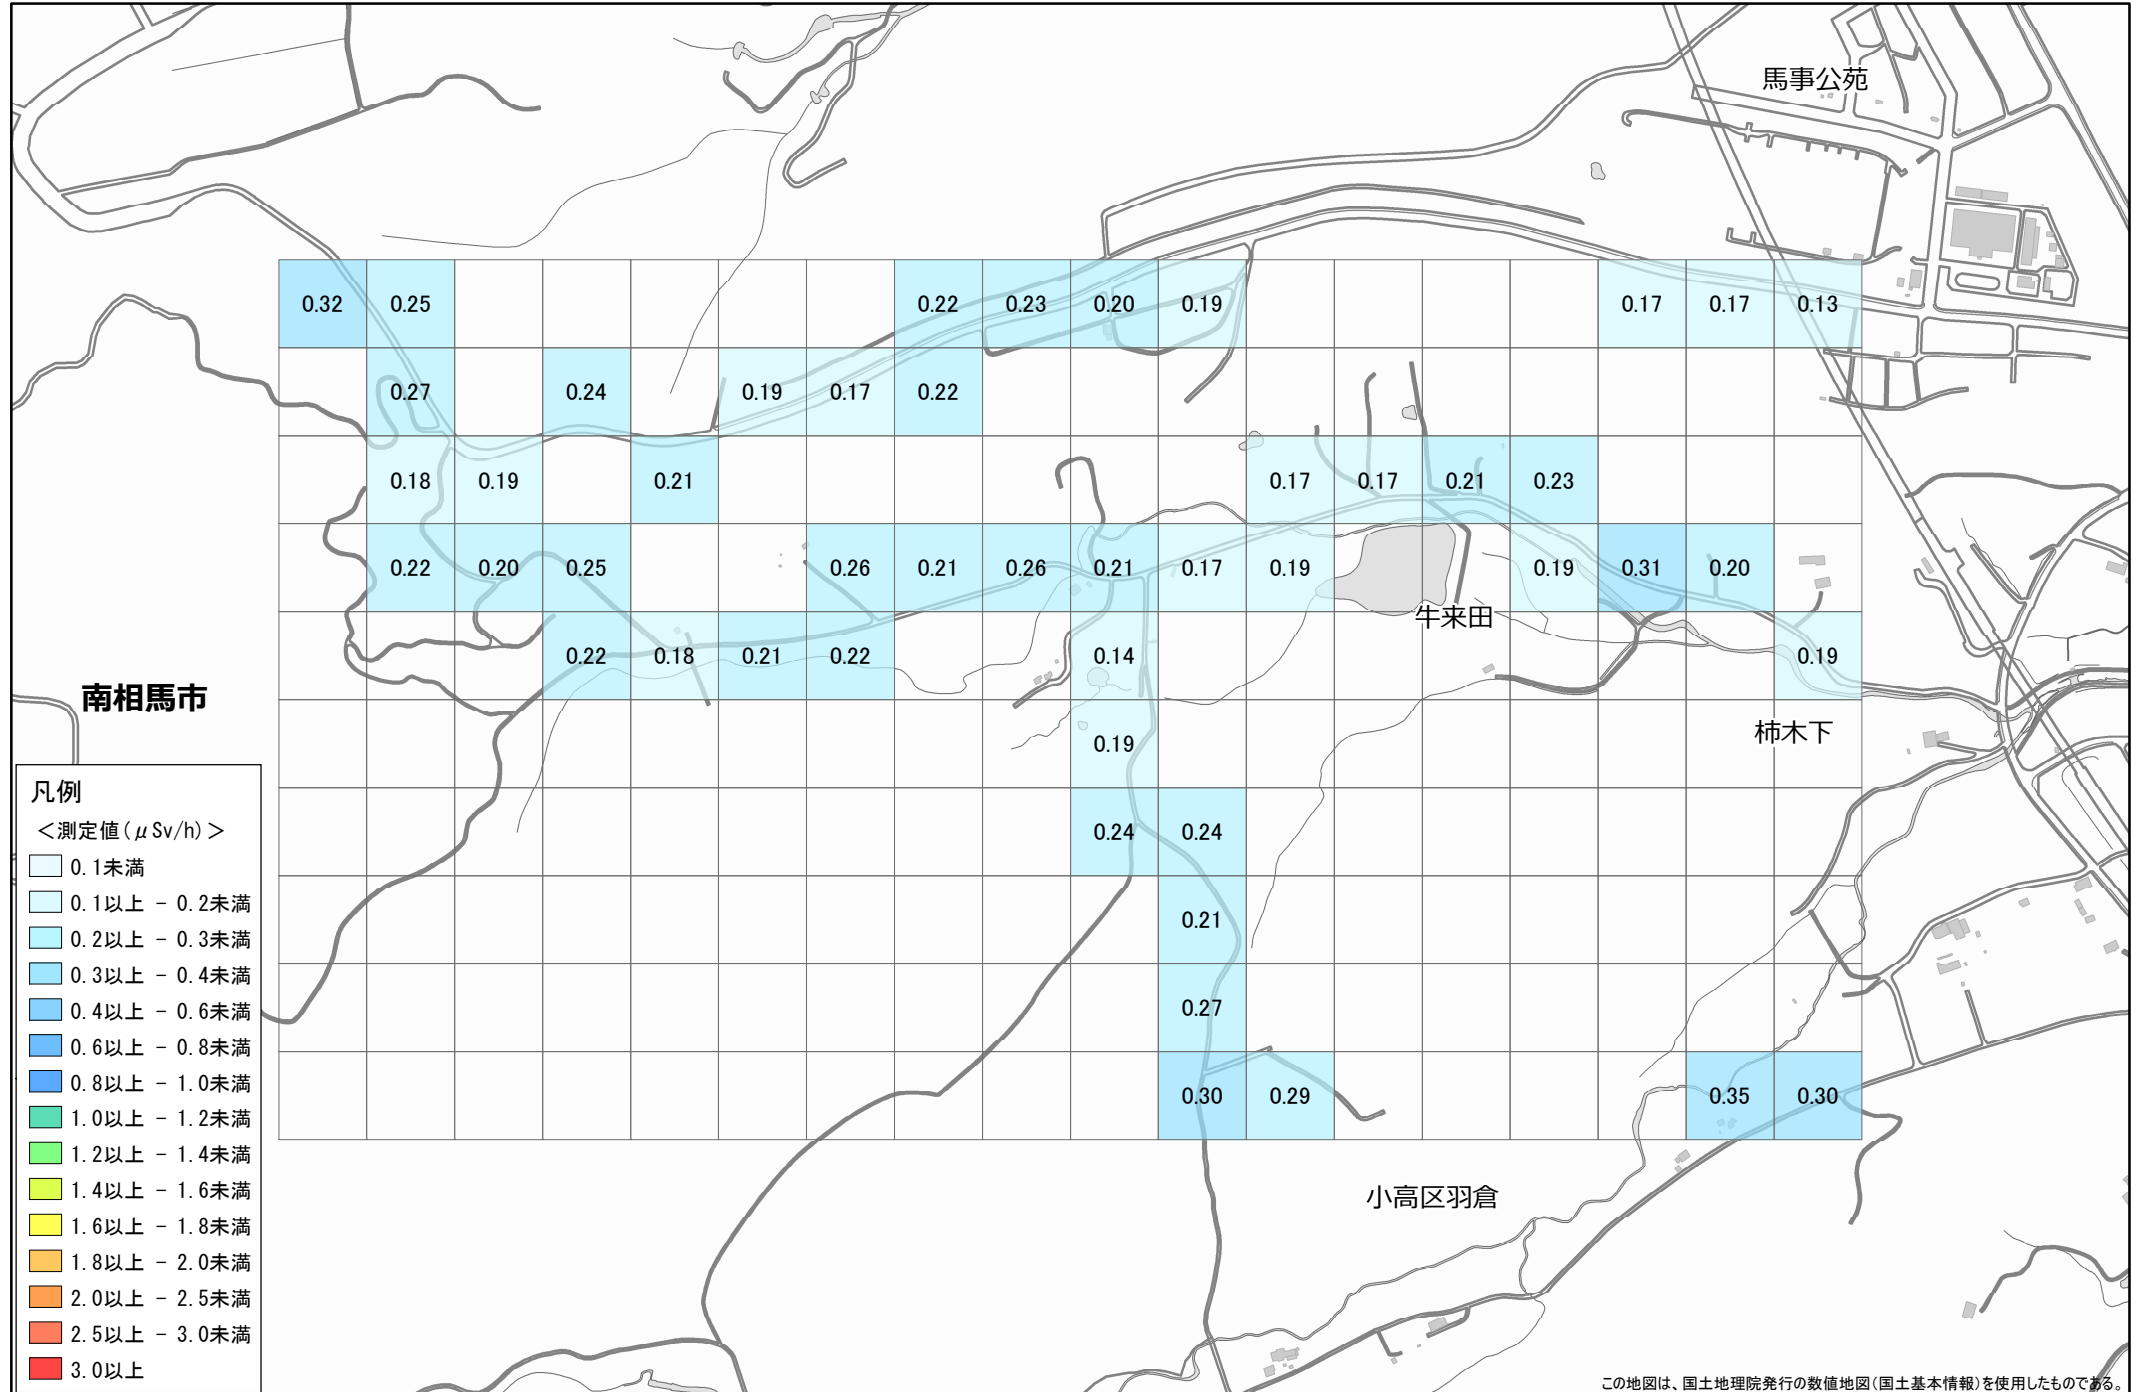 馬事公苑
0.32 0.25 0.22 0.23 0.20 0.19 0.17 0.17 0.13
0.27 0.24 0.19 0.17 0.22
0.18 0.19 0.21 0.17 0.17 0.21 0.23
0.22 0.20 0.25 0.26 0.21 0.26 0.21 0.17 0.19 0.19 0.31 0.20
牛来田
0.22 0.18 0.21 0.22 0.14 0.19
南相馬市
柿木下
0.19
0.24 0.24
0.21
0.27
0.30 0.29 0.35 0.30
小高区羽倉
凡例
＜測定値(μSv/h)＞
0.1未満
0.1以上 - 0.2未満
0.2以上 - 0.3未満
0.3以上 - 0.4未満
0.4以上 - 0.6未満
0.6以上 - 0.8未満
0.8以上 - 1.0未満
1.0以上 - 1.2未満
1.2以上 - 1.4未満
1.4以上 - 1.6未満
1.6以上 - 1.8未満
1.8以上 - 2.0未満
2.0以上 - 2.5未満
2.5以上 - 3.0未満
3.0以上
この地図は、国土地理院発行の数値地図(国土基本情報)を使用したものである。